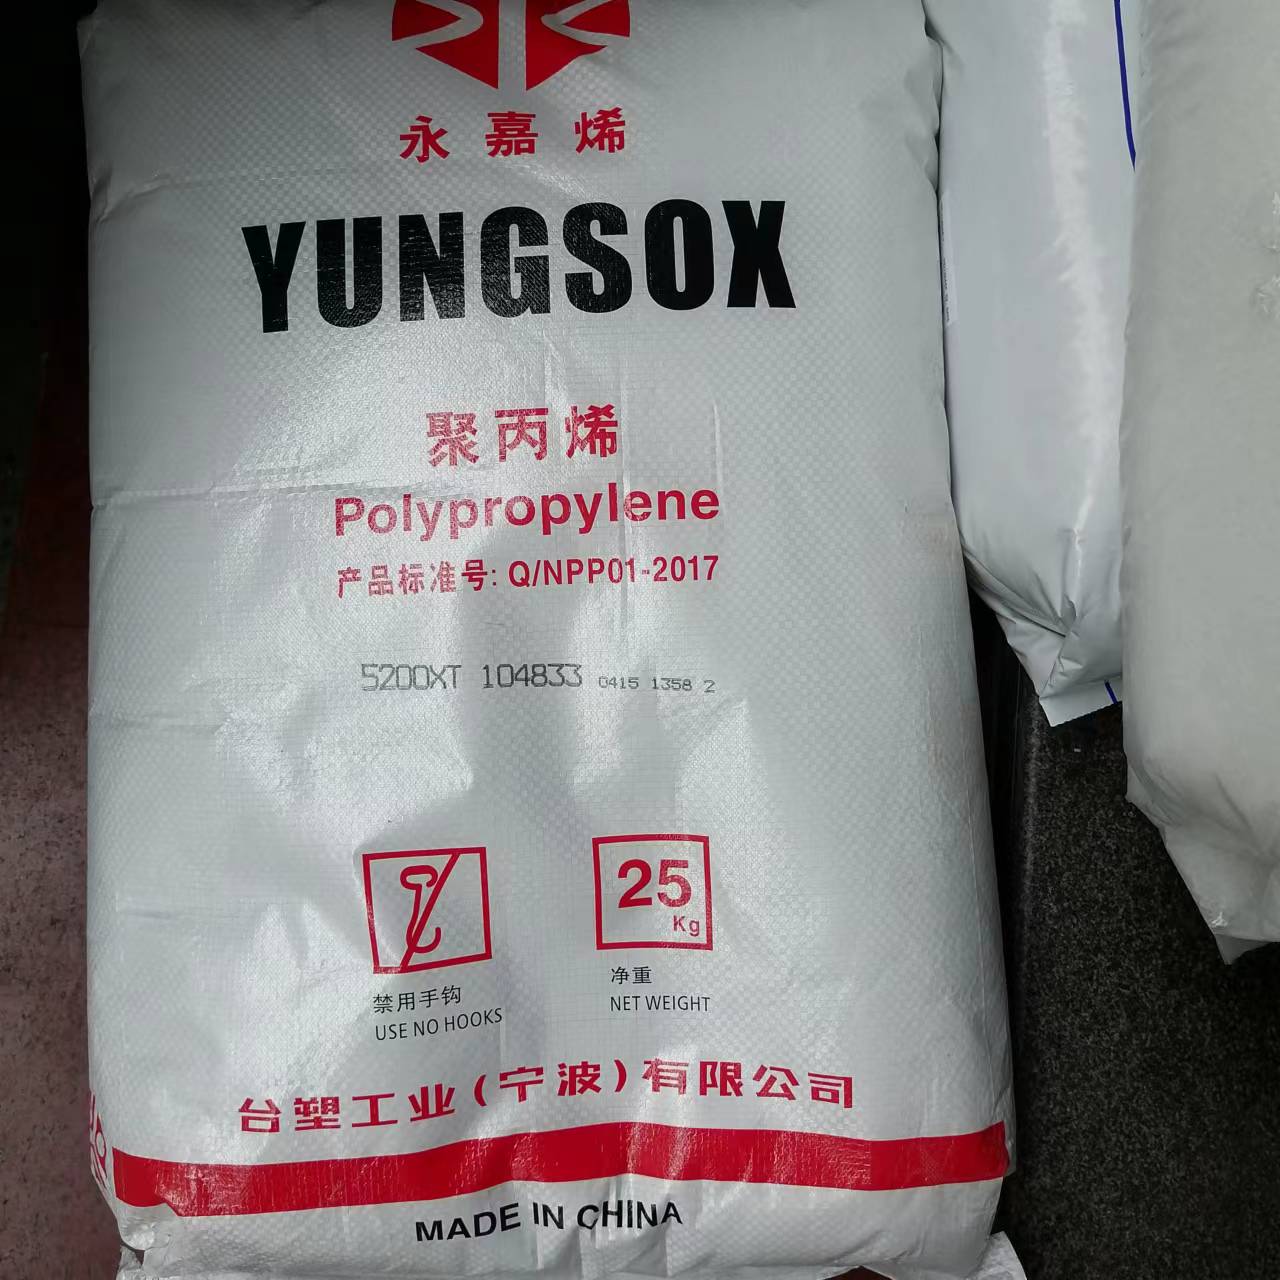 永嘉烯
YUNGSOX
聚丙烯
Polypropylene
产品标准号: Q/NPP01-2017
5200XT 104833 0415 1358 2
25
Kg
禁用手钩
USE NO HOOKS
净重
NET WEIGHT
台塑工业(宁波)有限公司
MADE IN CHINA